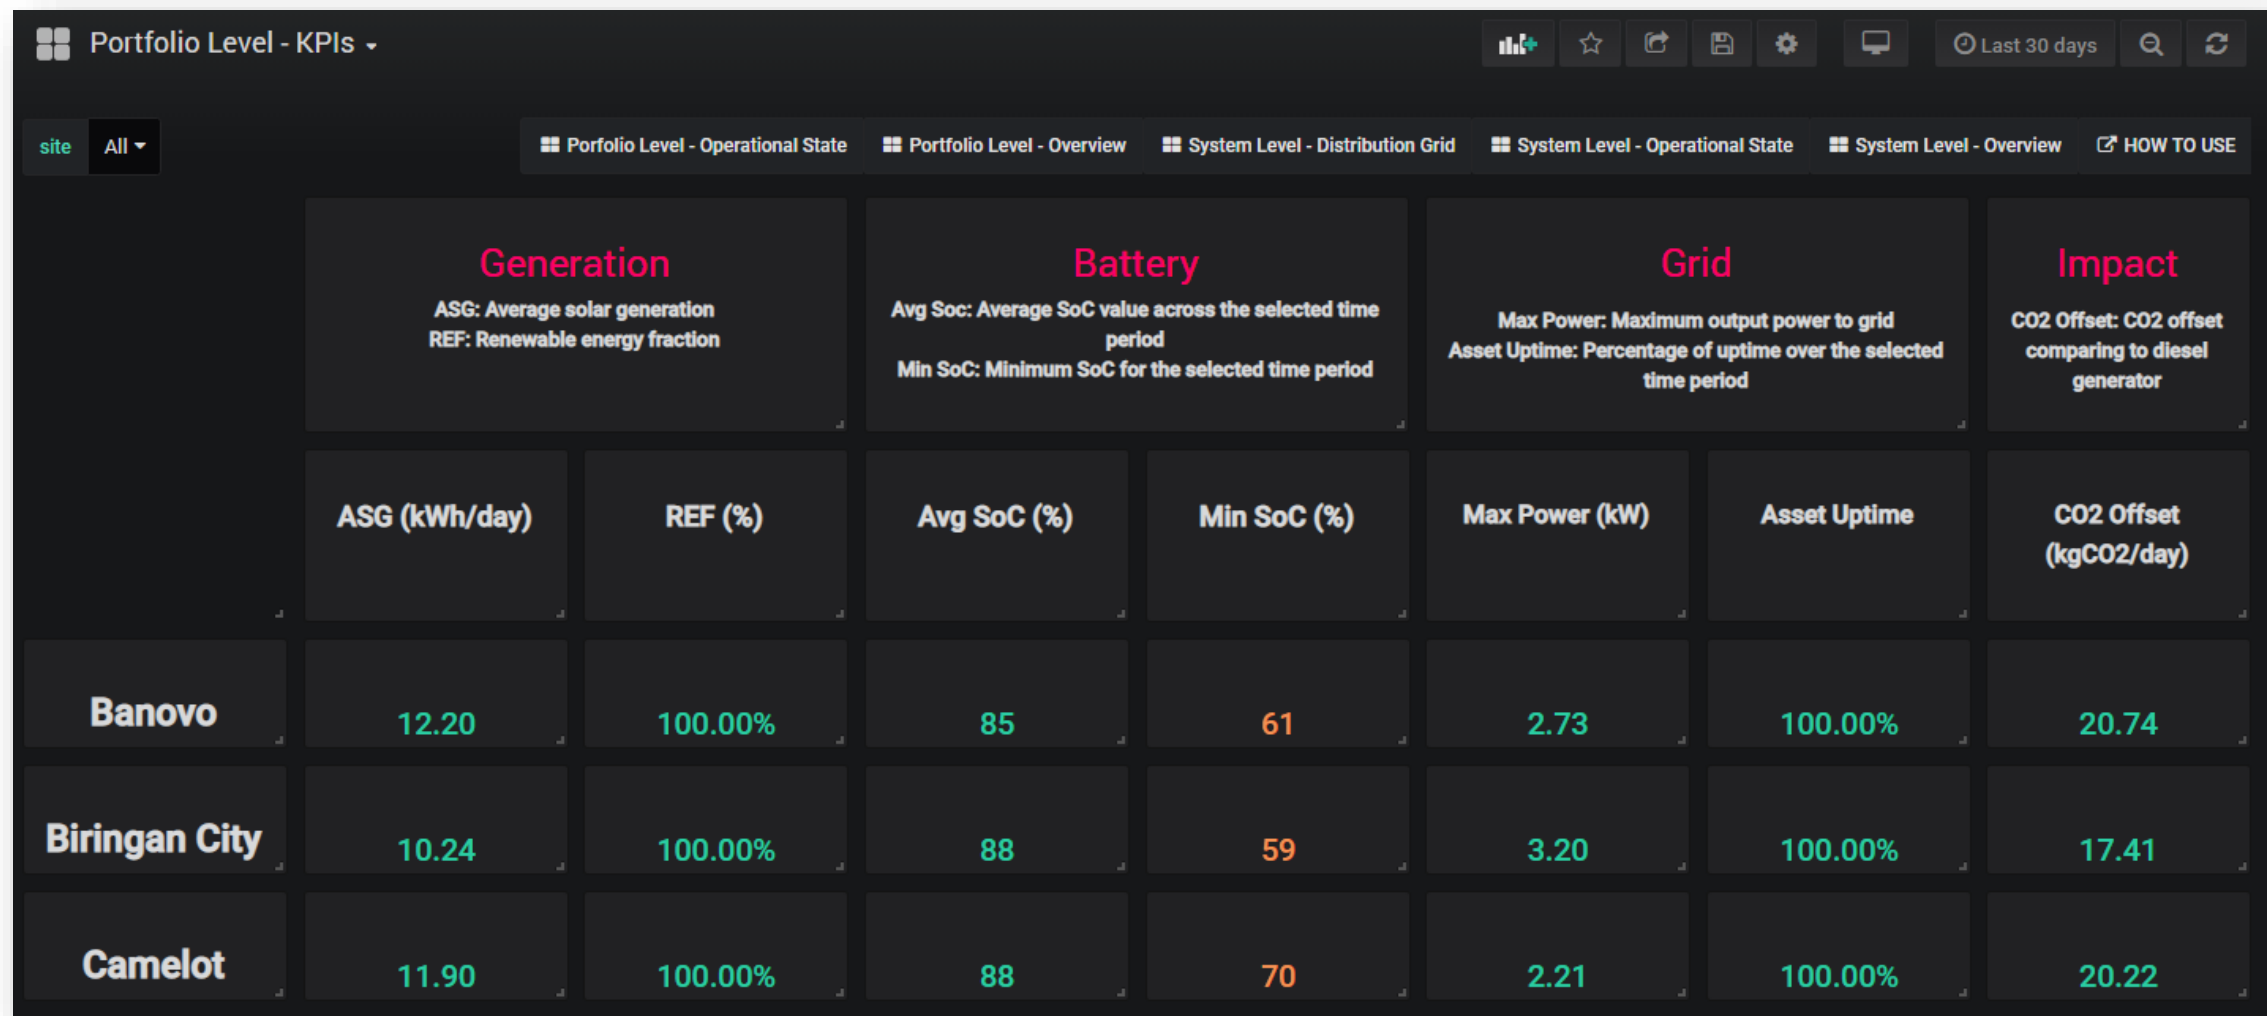 Portfolio Level - KPIs
Last 30 days
site All
Porfolio Level - Operational State
Portfolio Level - Overview
System Level - Distribution Grid
System Level - Operational State
System Level - Overview
HOW TO USE
Generation
ASG: Average solar generation
REF: Renewable energy fraction
Battery
Avg Soc: Average SoC value across the selected time
period
Min SoC: Minimum SoC for the selected time period
Grid
Max Power: Maximum output power to grid
Asset Uptime: Percentage of uptime over the selected
time period
Impact
CO2 Offset: CO2 offset
comparing to diesel
generator
ASG (kWh/day)
REF (%)
Avg SoC (%)
Min SoC (%)
Max Power (kW)
Asset Uptime
CO2 Offset
(kgCO2/day)
Banovo 12.20 100.00% 85 61 2.73 100.00% 20.74
Biringan City 10.24 100.00% 88 59 3.20 100.00% 17.41
Camelot 11.90 100.00% 88 70 2.21 100.00% 20.22